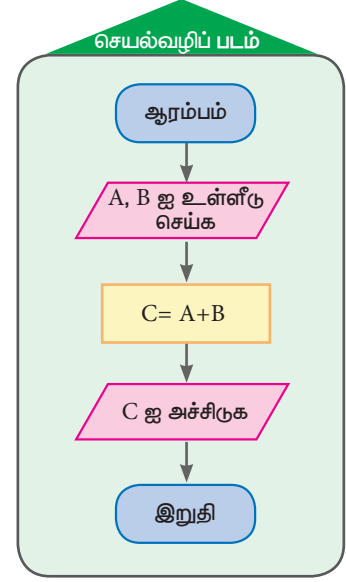 செயல்வழிப் படம்
ஆரம்பம்
A, B ஐ உள்ளீடு
செய்க
C= A+B
C ஐ அச்சிடுக
இறுதி